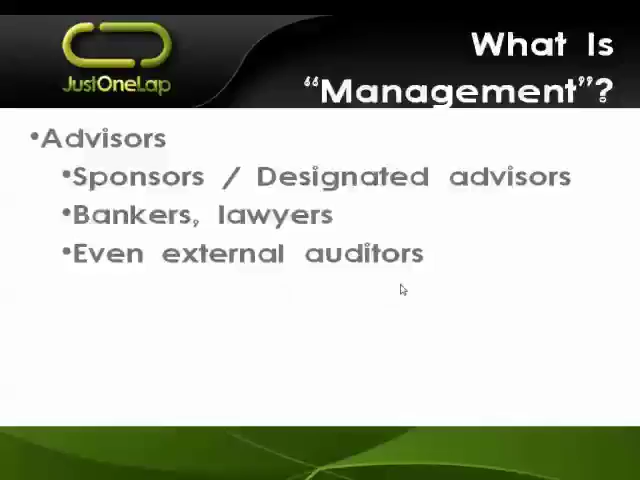 JustOneLap
What Is
“Management”?
•Advisors
•Sponsors / Designated advisors
•Bankers, lawyers
•Even external auditors